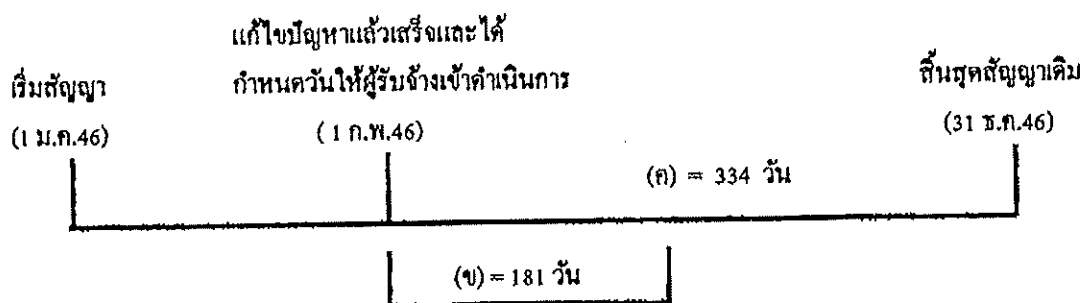 แก้ไขปัญหาแล้วเสร็จและได้
เริ่มสัญญา กำหนดวันให้ผู้รับจ้างเข้าดำเนินการ สิ้นสุดสัญญาเดิม
(1 ม.ค.46) (1 ก.พ.46) (31 ธ.ค.46)
(ค) = 334 วัน
(ข) = 181 วัน